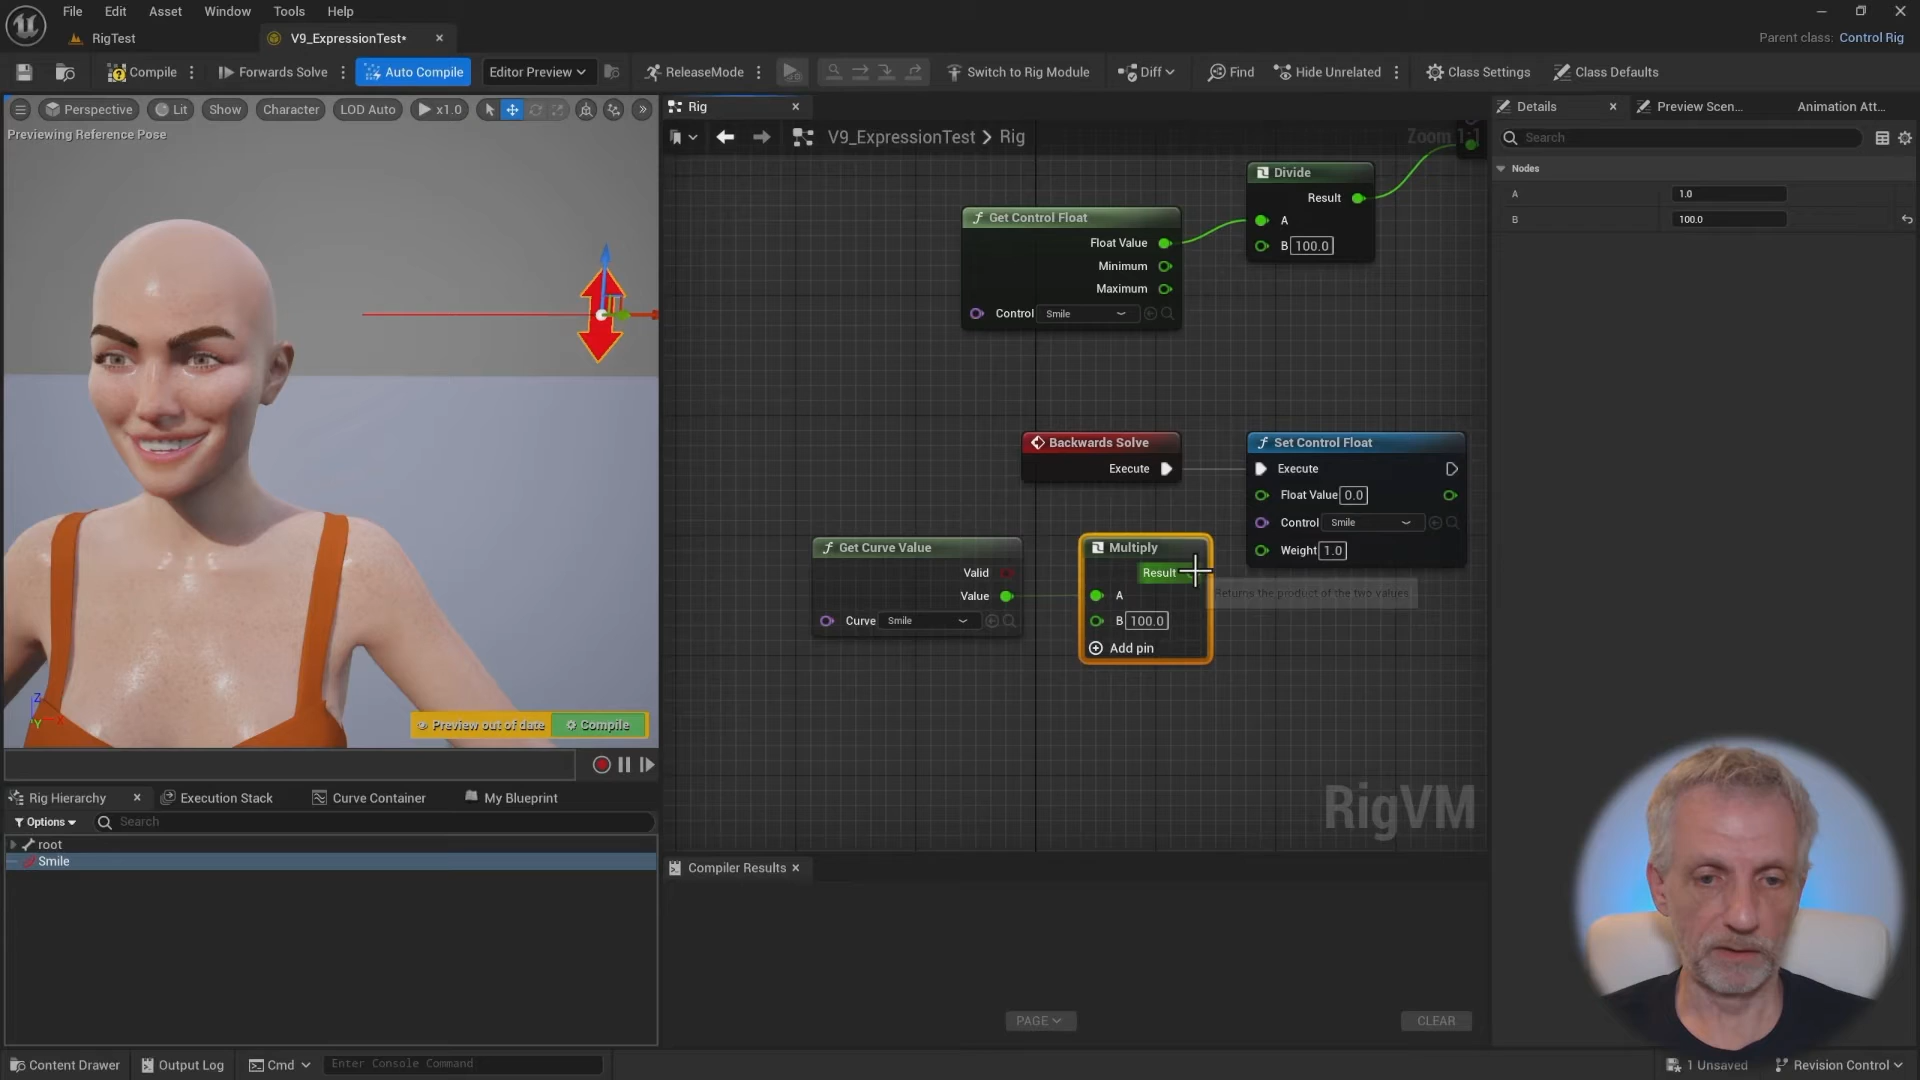 File Edit Asset Window Tools Help
RigTest
V9_ExpressionTest•
Parent class: Control Rig
Compile
Forwards Solve
Auto Compile
Editor Preview
ReleaseMode
Switch to Rig Module
Diff
Find
Hide Unrelated
Class Settings
Class Defaults
Perspective
Lit
Show
Character
LOD Auto
x1.0
Previewing Reference Pose
Rig
V9_ExpressionTest > Rig
Zoom 1:1
Details
Preview Scen...
Animation Att...
Search
Nodes
A 1.0
B 100.0
Divide
Result
A
B 100.0
Get Control Float
Float Value
Minimum
Maximum
Control Smile
Backwards Solve
Execute
Set Control Float
Execute
Float Value 0.0
Control Smile
Weight 1.0
Get Curve Value
Valid
Value
Curve Smile
Multiply
Result
A
B 100.0
Add pin
Returns the product of the two values
Z
Y X
Preview out of date
Compile
RigVM
Rig Hierarchy
Execution Stack
Curve Container
My Blueprint
Options
Search
root
Smile
Compiler Results
PAGE
CLEAR
Content Drawer
Output Log
Cmd
Enter Console Command
1 Unsaved
Revision Control